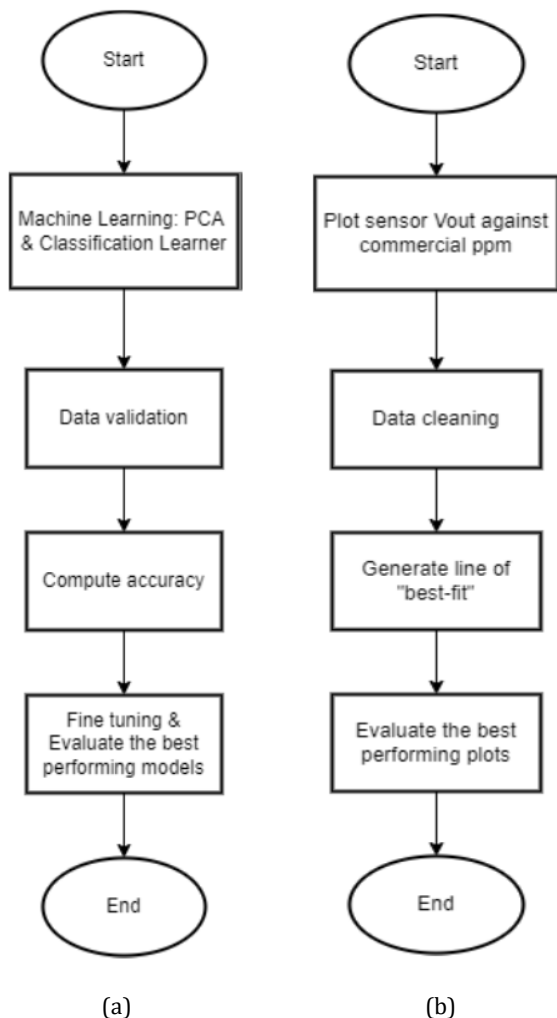 Start
Machine Learning: PCA
& Classification Learner
Data validation
Compute accuracy
Fine tuning &
Evaluate the best
performing models
End
(a)
Start
Plot sensor Vout against
commercial ppm
Data cleaning
Generate line of
"best-fit"
Evaluate the best
performing plots
End
(b)